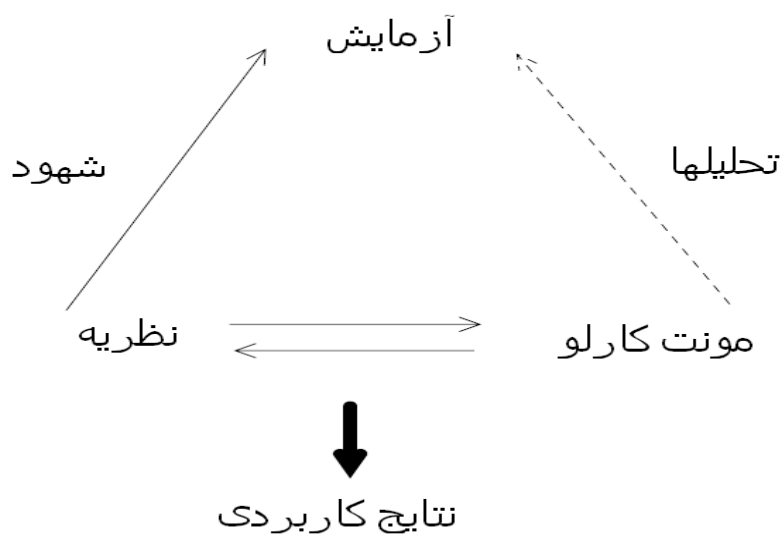 آزمایش
شهود
تحلیلها
نظریه
مونت کارلو
نتایج کاربردی